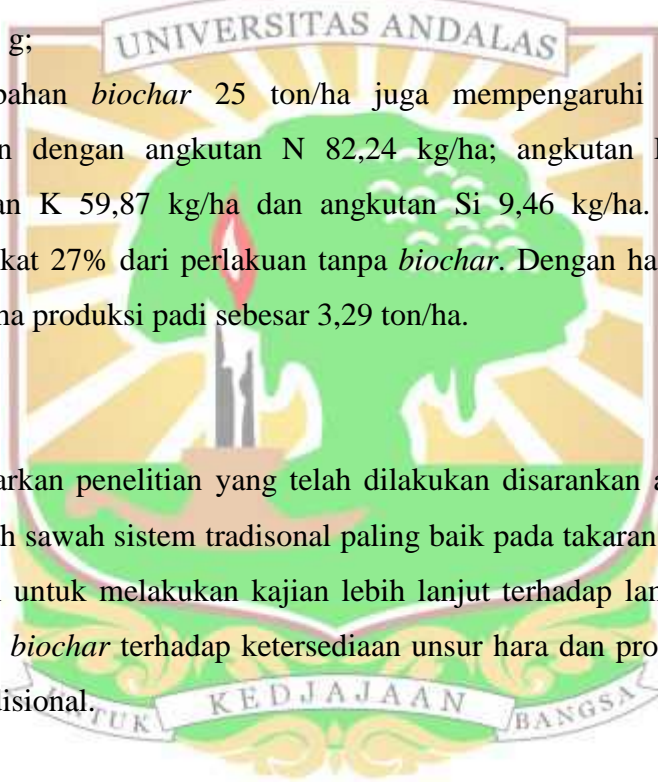 g;
UNIVERSITAS ANDALAS
bahan biochar 25 ton/ha juga mempengaruhi
n dengan angkutan N 82,24 kg/ha; angkutan
an K 59,87 kg/ha dan angkutan Si 9,46 kg/ha.
kat 27% dari perlakuan tanpa biochar. Dengan ha
na produksi padi sebesar 3,29 ton/ha.
arkan penelitian yang telah dilakukan disarankan a
h sawah sistem tradisonal paling baik pada takaran
untuk melakukan kajian lebih lanjut terhadap lan
biochar terhadap ketersediaan unsur hara dan pro
disional.
UNTUK KEDJAJAAN BANGSA